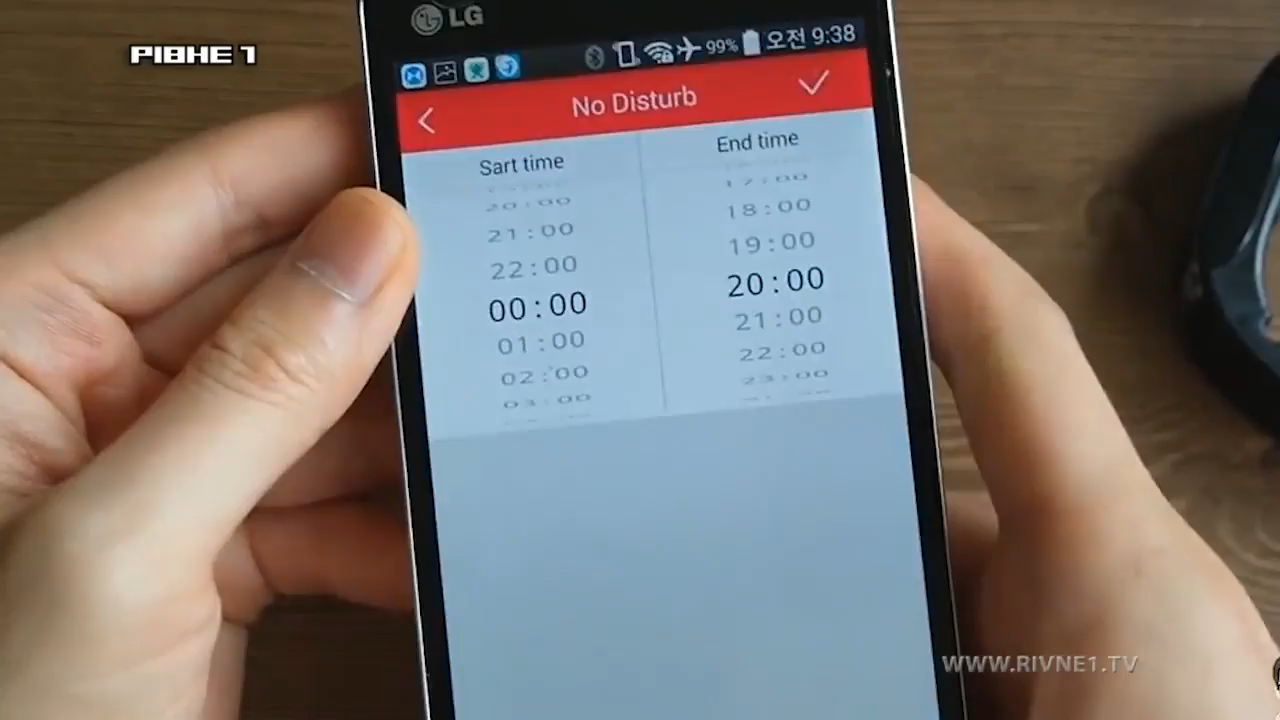 LG
РІВНЕ 1
99% 오전 9:38
No Disturb
Sart time
End time
20:00
21:00
22:00
00:00
01:00
02:00
03:00
17:00
18:00
19:00
20:00
21:00
22:00
23:00
WWW.RIVNE1.TV